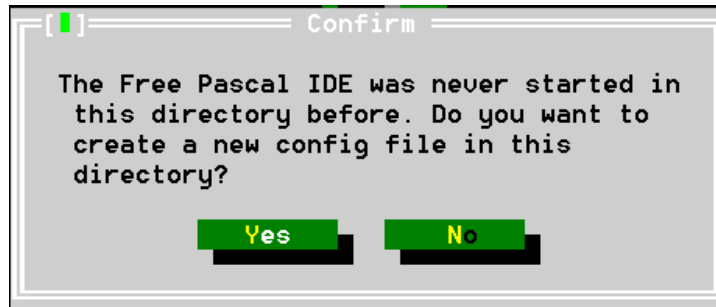 Confirm
The Free Pascal IDE was never started in
this directory before. Do you want to
create a new config file in this
directory?
Yes No